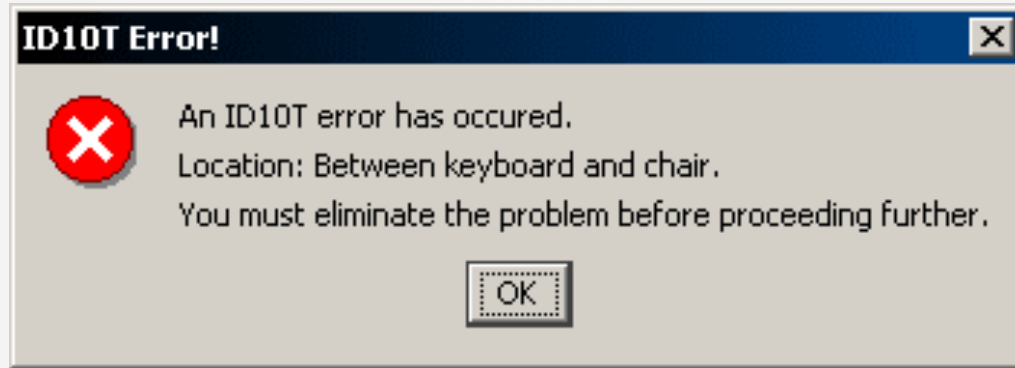 ID10T Error!
An ID10T error has occured.
Location: Between keyboard and chair.
You must eliminate the problem before proceeding further.
OK